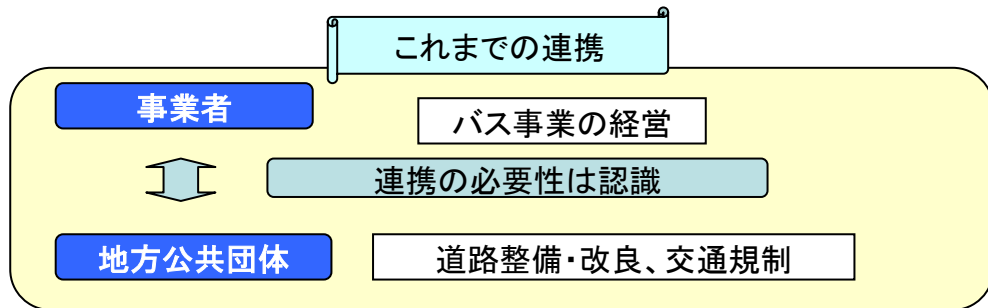 これまでの連携
事業者
バス事業の経営
連携の必要性は認識
地方公共団体
道路整備・改良、交通規制